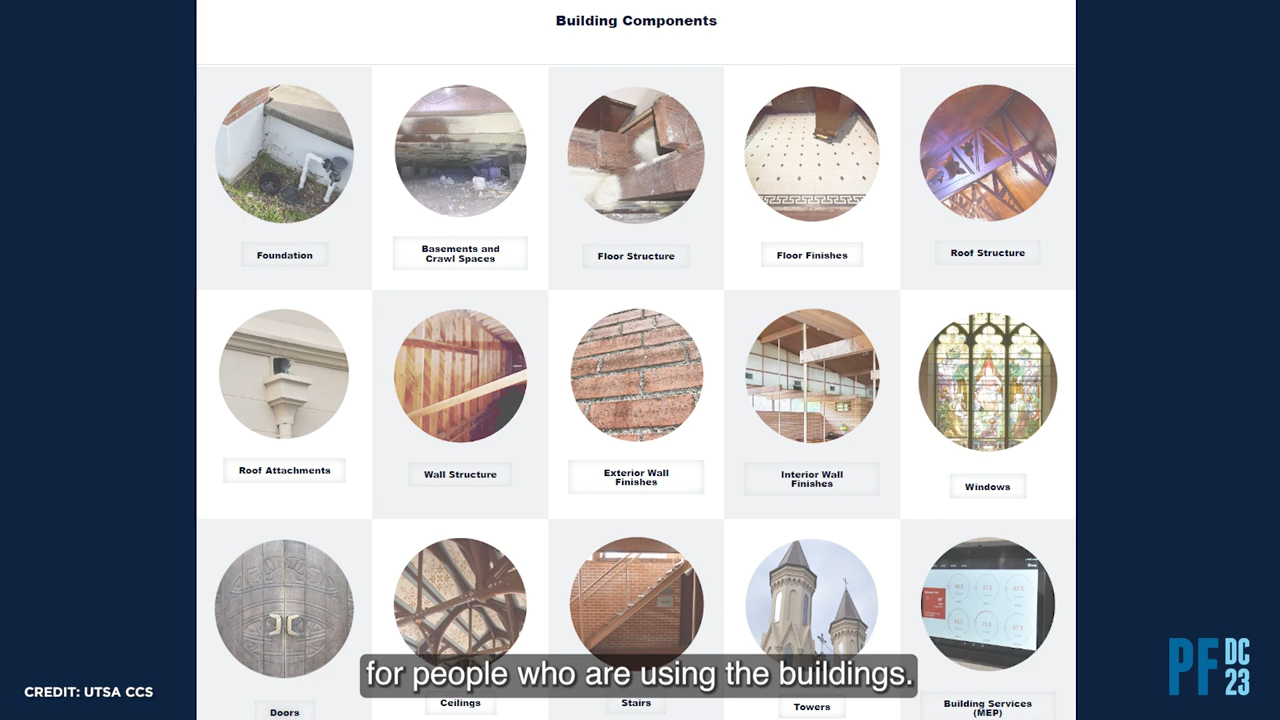 Building Components
Foundation
Basements and
Crawl Spaces
Floor Structure
Floor Finishes
Roof Structure
Roof Attachments
Wall Structure
Exterior Wall
Finishes
Interior Wall
Finishes
Windows
Doors
Ceilings
Stairs
Towers
Building Services
(MEP)
for people who are using the buildings.
CREDIT: UTSA CCS
PF DC
23